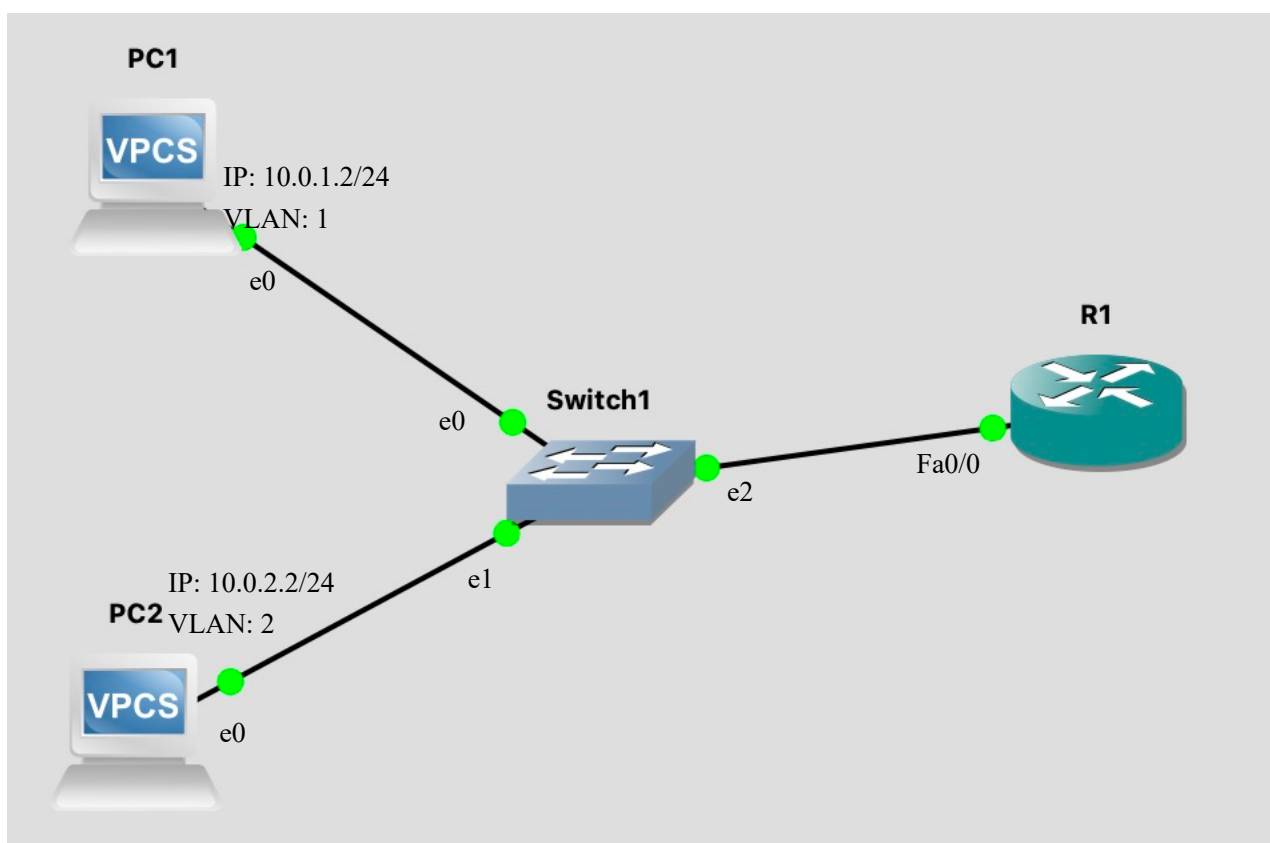 PC1
VPCS
IP: 10.0.1.2/24
VLAN: 1
e0
R1
Switch1
e0
Fa0/0
e2
e1
IP: 10.0.2.2/24
PC2
VLAN: 2
VPCS
e0